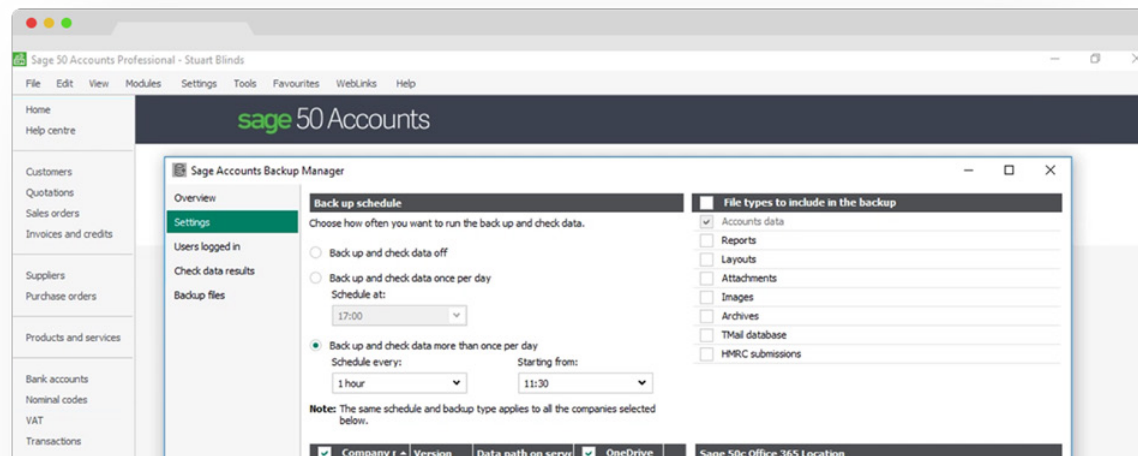 Sage 50 Accounts Professional - Stuart Blinds
File Edit View Modules Settings Tools Favourites WebLinks Help
Home
Help centre
sage 50 Accounts
Customers
Quotations
Sales orders
Invoices and credits
Suppliers
Purchase orders
Products and services
Bank accounts
Nominal codes
VAT
Transactions
Sage Accounts Backup Manager
Overview
Settings
Users logged in
Check data results
Backup files
Back up schedule
Choose how often you want to run the back up and check data.
Back up and check data off
Back up and check data once per day
Schedule at:
17:00
Back up and check data more than once per day
Schedule every: Starting from:
1 hour 11:30
Note: The same schedule and backup type applies to all the companies selected
below.
File types to include in the backup
Accounts data
Reports
Layouts
Attachments
Images
Archives
TMail database
HMRC submissions
Company r Version Data path on serve OneDrive Sage 50c Office 365 Location